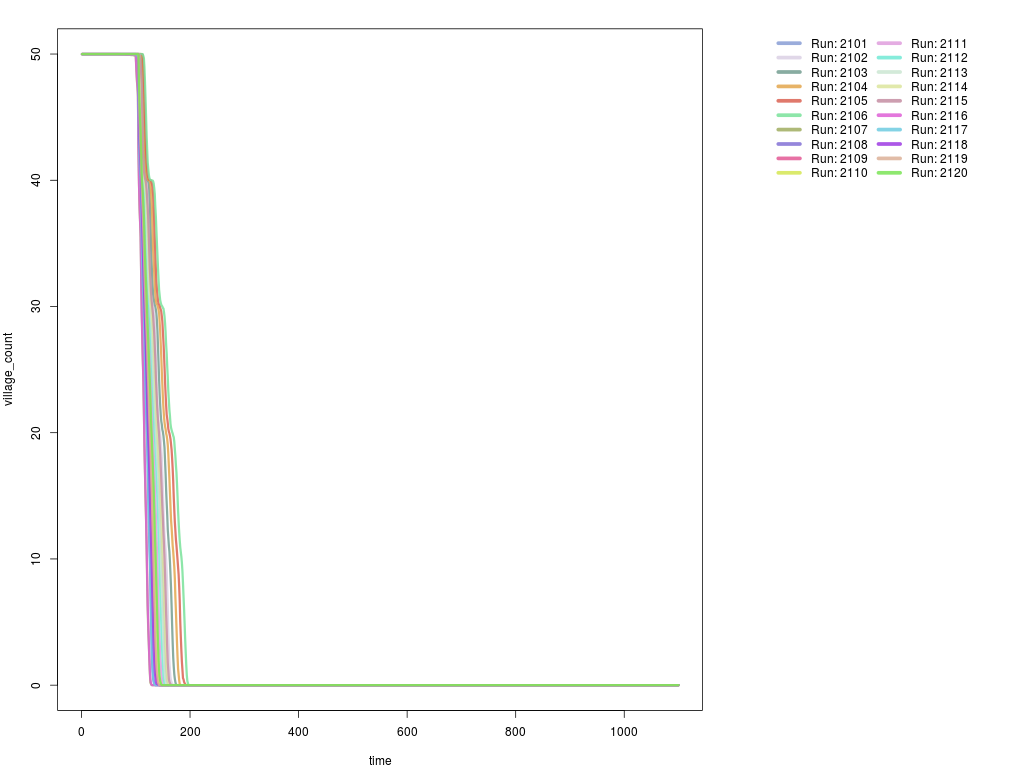 50
40
30
20
10
0
village_count
0 200 400 600 800 1000
time
Run: 2101 Run: 2111
Run: 2102 Run: 2112
Run: 2103 Run: 2113
Run: 2104 Run: 2114
Run: 2105 Run: 2115
Run: 2106 Run: 2116
Run: 2107 Run: 2117
Run: 2108 Run: 2118
Run: 2109 Run: 2119
Run: 2110 Run: 2120